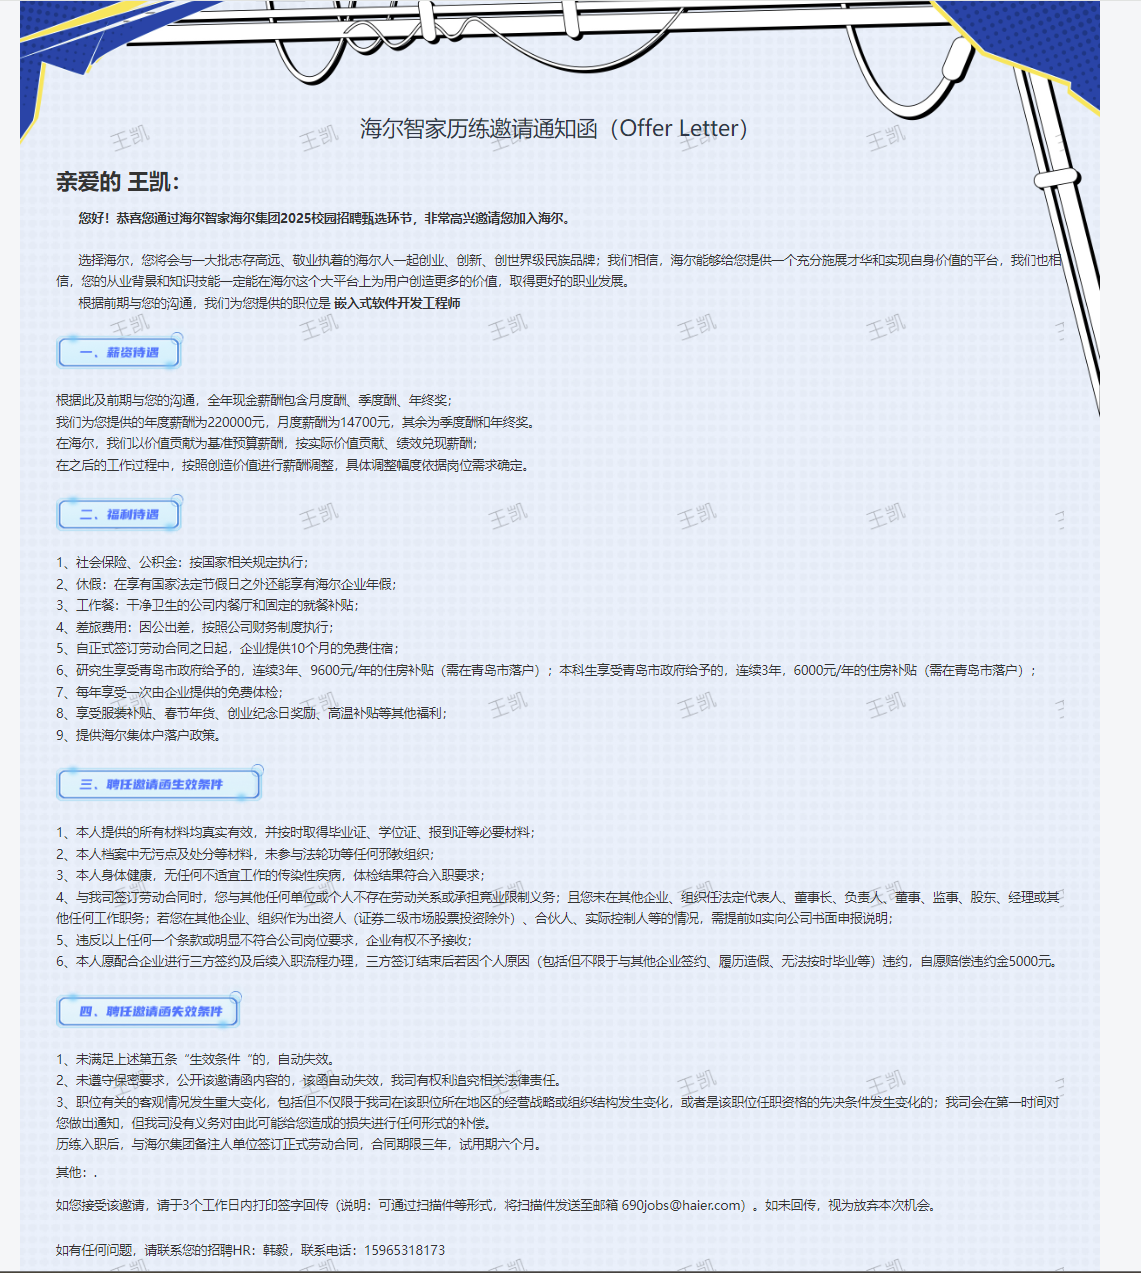 海尔智家历练邀请通知函（Offer Letter）
亲爱的 王凯：
您好！恭喜您通过海尔智家海尔集团2025校园招聘甄选环节，非常高兴邀请您加入海尔。
选择海尔，您将会与一大批志存高远、敬业执着的海尔人一起创业、创新、创世界级民族品牌；我们相信，海尔能够给您提供一个充分施展才华和实现自身价值的平台，我们也相
信，您的从业背景和知识技能一定能在海尔这个大平台上为用户创造更多的价值，取得更好的职业发展。
根据前期与您的沟通，我们为您提供的职位是 嵌入式软件开发工程师
一、薪资待遇
根据此及前期与您的沟通，全年现金薪酬包含月度酬、季度酬、年终奖；
我们为您提供的年度薪酬为220000元，月度薪酬为14700元，其余为季度酬和年终奖。
在海尔，我们以价值贡献为基准预算薪酬，按实际价值贡献、绩效兑现薪酬；
在之后的工作过程中，按照创造价值进行薪酬调整，具体调整幅度依据岗位需求确定。
二、福利待遇
1、社会保险、公积金：按国家相关规定执行；
2、休假：在享有国家法定节假日之外还能享有海尔企业年假；
3、工作餐：干净卫生的公司内餐厅和固定的就餐补贴；
4、差旅费用：因公出差，按照公司财务制度执行；
5、自正式签订劳动合同之日起，企业提供10个月的免费住宿；
6、研究生享受青岛市政府给予的，连续3年、9600元/年的住房补贴（需在青岛市落户）；本科生享受青岛市政府给予的，连续3年，6000元/年的住房补贴（需在青岛市落户）；
7、每年享受一次由企业提供的免费体检；
8、享受服装补贴、春节年货、创业纪念日奖励、高温补贴等其他福利；
9、提供海尔集体户落户政策。
三、聘任邀请函生效条件
1、本人提供的所有材料均真实有效，并按时取得毕业证、学位证、报到证等必要材料；
2、本人档案中无污点及处分等材料，未参与法轮功等任何邪教组织；
3、本人身体健康，无任何不适宜工作的传染性疾病，体检结果符合入职要求；
4、与我司签订劳动合同时，您与其他任何单位或个人不存在劳动关系或承担竞业限制义务；且您未在其他企业、组织任法定代表人、董事长、负责人、董事、监事、股东、经理或其
他任何工作职务；若您在其他企业、组织作为出资人（证券二级市场股票投资除外）、合伙人、实际控制人等的情况，需提前如实向公司书面申报说明；
5、违反以上任何一个条款或明显不符合公司岗位要求，企业有权不予接收；
6、本人愿配合企业进行三方签约及后续入职流程办理，三方签订结束后若因个人原因（包括但不限于与其他企业签约、履历造假、无法按时毕业等）违约，自愿赔偿违约金5000元。
四、聘任邀请函失效条件
1、未满足上述第五条“生效条件“的，自动失效。
2、未遵守保密要求，公开该邀请函内容的，该函自动失效，我司有权利追究相关法律责任。
3、职位有关的客观情况发生重大变化，包括但不仅限于我司在该职位所在地区的经营战略或组织结构发生变化，或者是该职位任职资格的先决条件发生变化的；我司会在第一时间对
您做出通知，但我司没有义务对由此可能给您造成的损失进行任何形式的补偿。
历练入职后，与海尔集团备注人单位签订正式劳动合同，合同期限三年，试用期六个月。
其他：.
如您接受该邀请，请于3个工作日内打印签字回传（说明：可通过扫描件等形式，将扫描件发送至邮箱 690jobs@haier.com）。如未回传，视为放弃本次机会。
如有任何问题，请联系您的招聘HR：韩毅，联系电话：15965318173